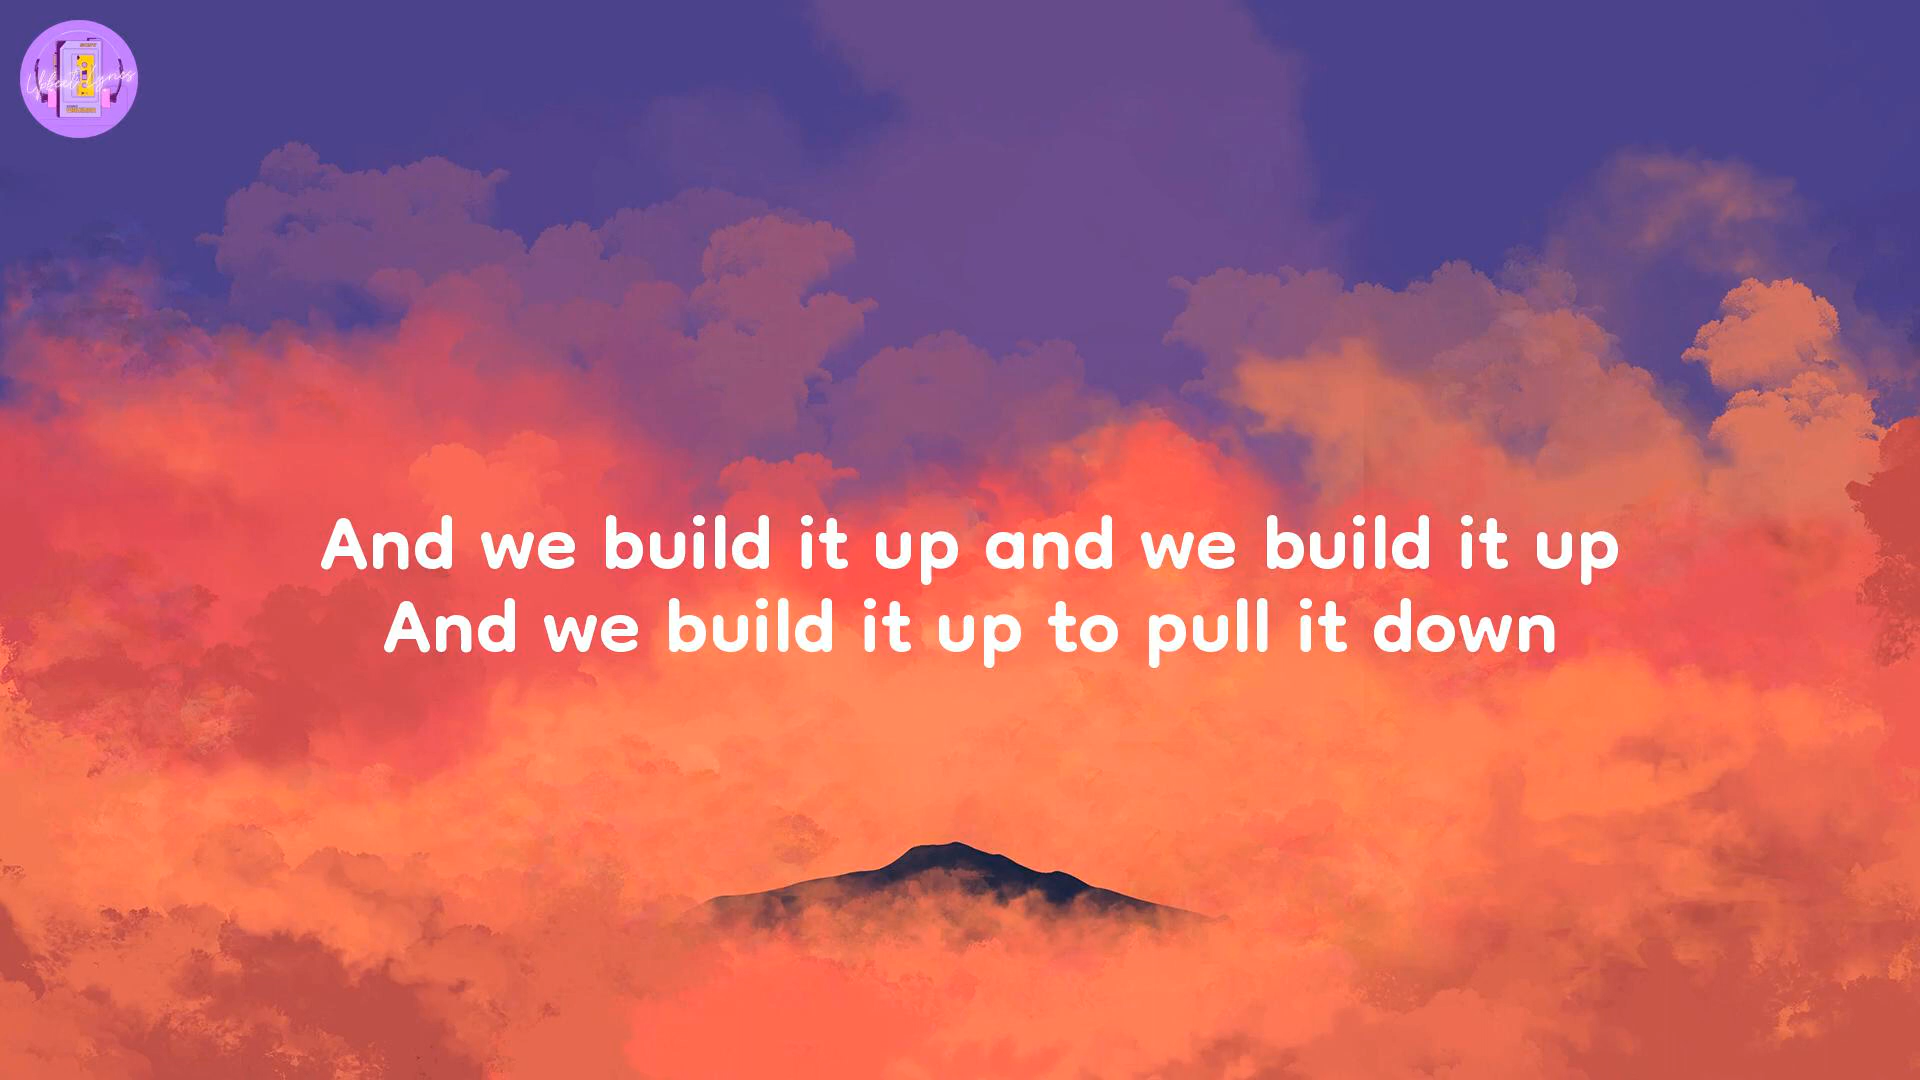 And we build it up and we build it up
And we build it up to pull it down